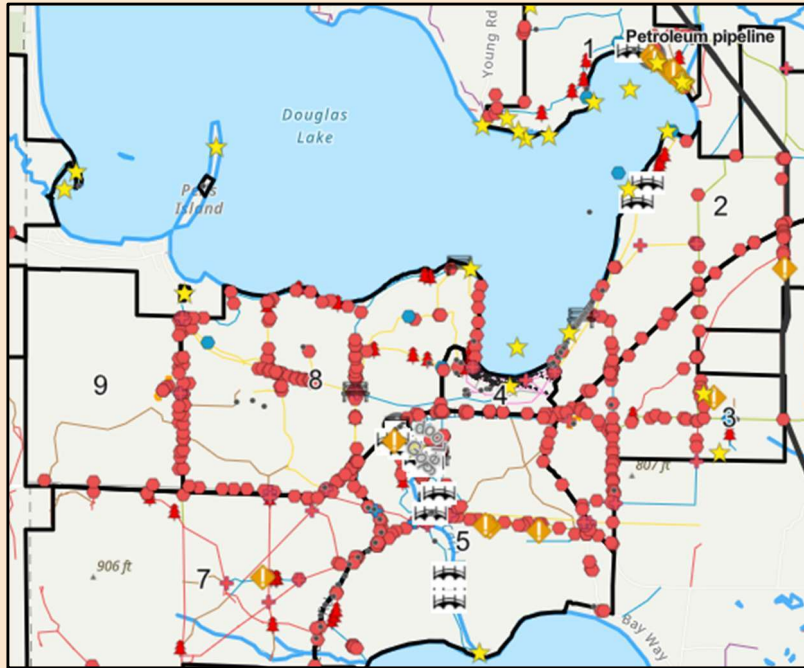 Young Rd
1
Petroleum pipeline
Douglas
Lake
Island
2
9
8
4
3
807 ft
5
906 ft
7
Bay Way